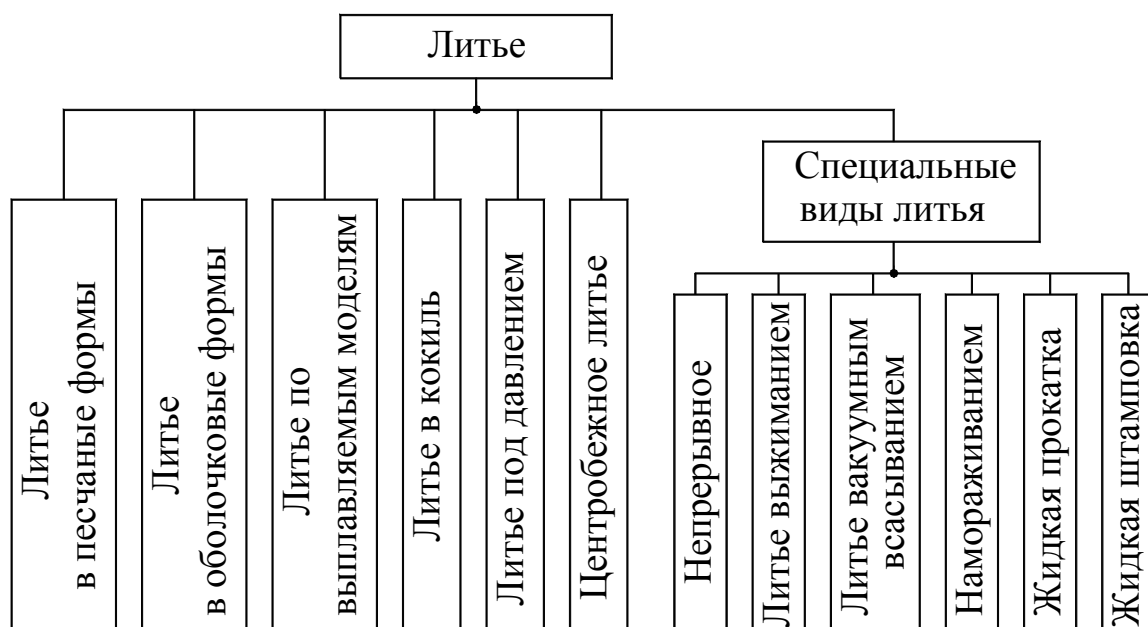 Литье
Специальные
виды литья
Литье
в песчаные формы
Литье
в оболочковые формы
Литье по
выплавляемым моделям
Литье в кокиль
Литье под давлением
Центробежное литье
Непрерывное
Литье выжиманием
Литье вакуумным
всасыванием
Намораживанием
Жидкая прокатка
Жидкая штамповка